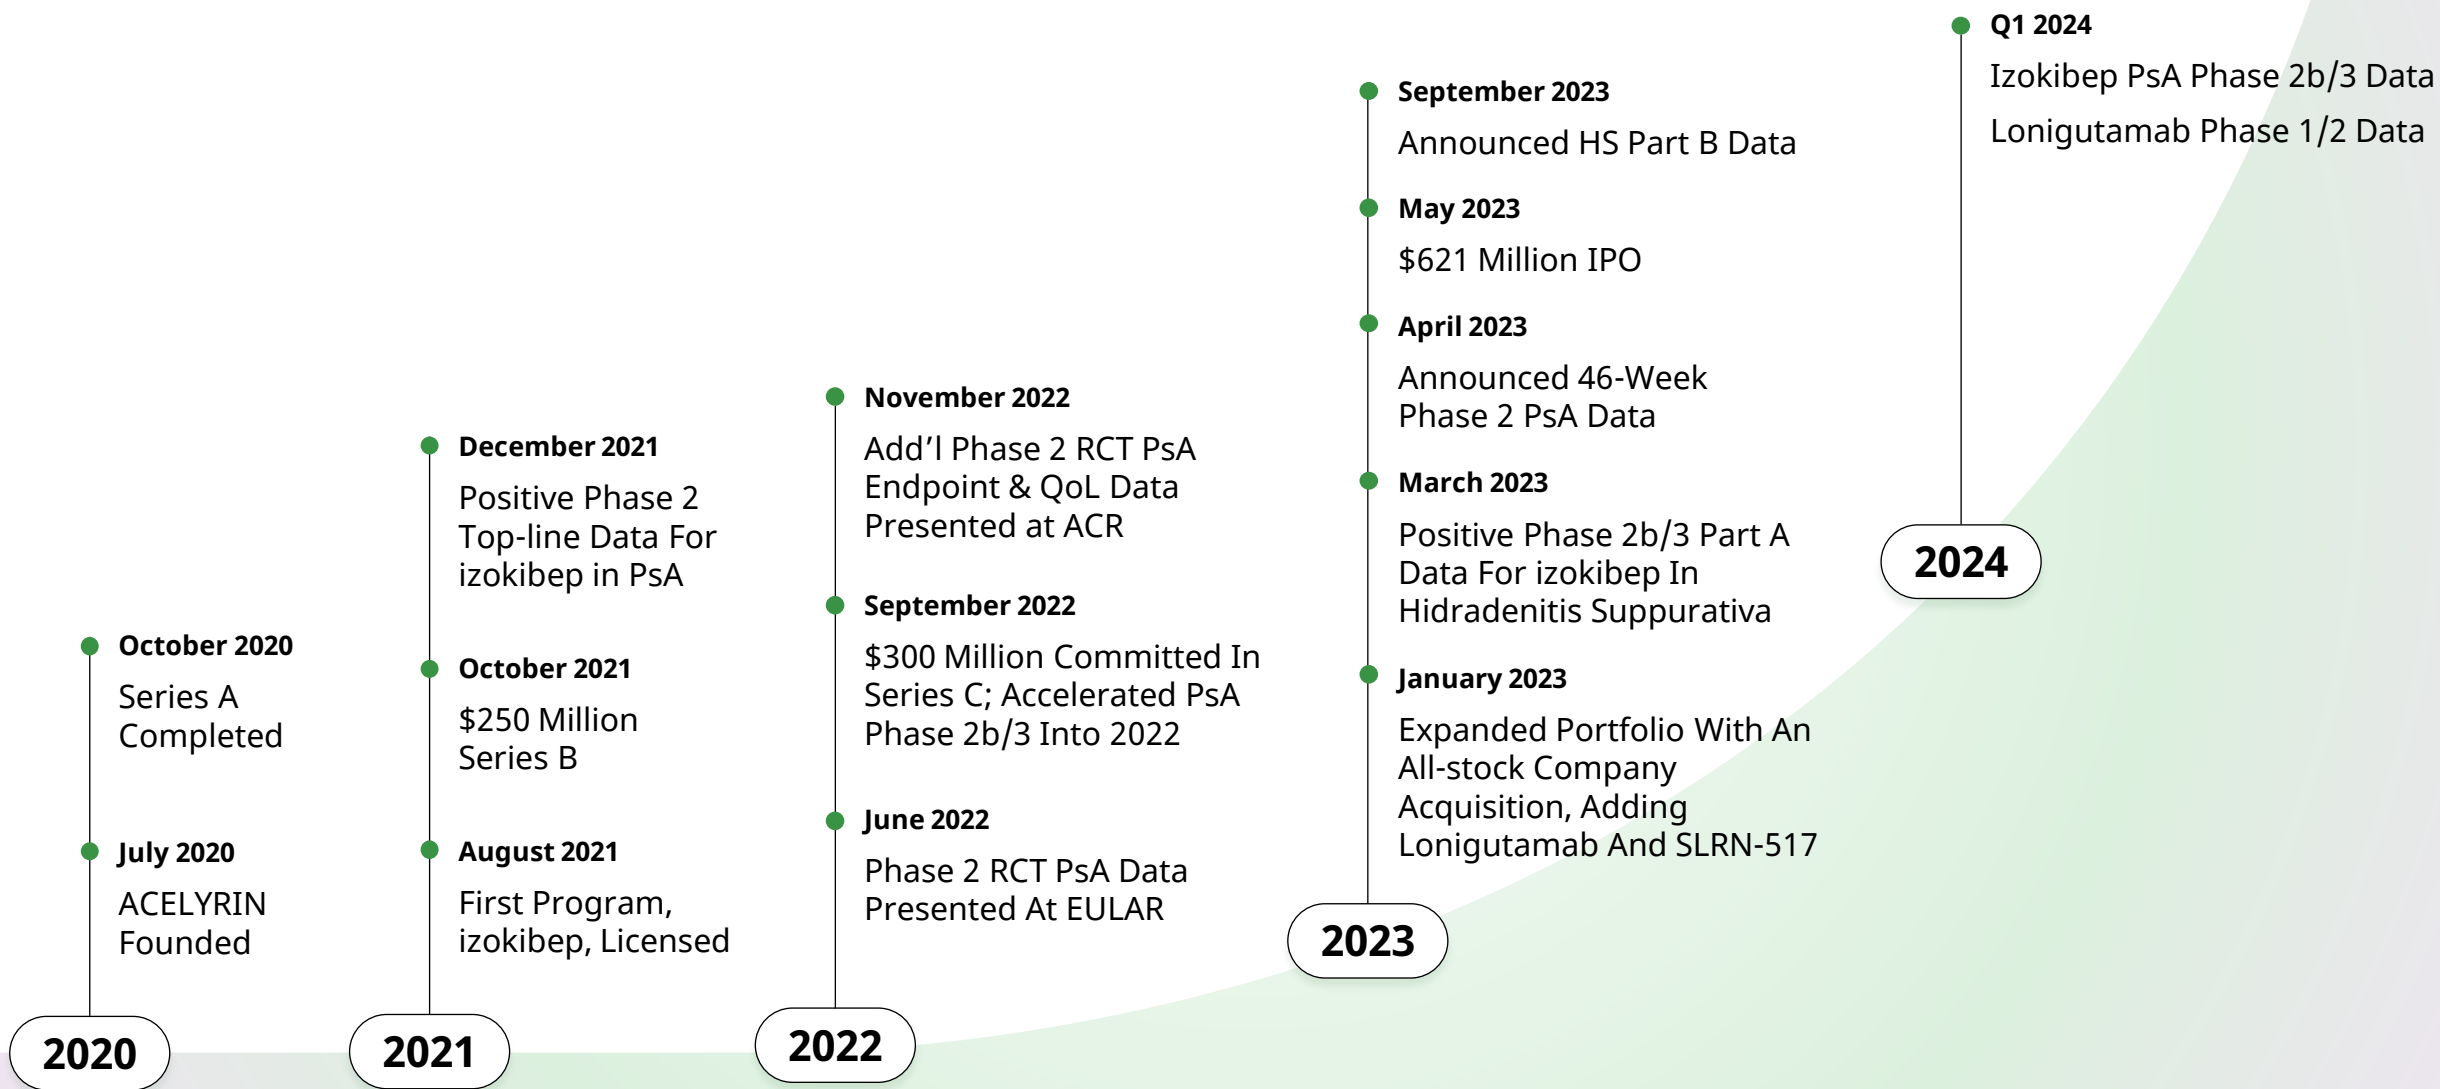 October 2020
Series A
Completed
July 2020
ACELYRIN
Founded
2020
December 2021
Positive Phase 2
Top-line Data For
izokibep in PsA
October 2021
$250 Million
Series B
August 2021
First Program,
izokibep, Licensed
2021
November 2022
Add’l Phase 2 RCT PsA
Endpoint & QoL Data
Presented at ACR
September 2022
$300 Million Committed In
Series C; Accelerated PsA
Phase 2b/3 Into 2022
June 2022
Phase 2 RCT PsA Data
Presented At EULAR
2022
September 2023
Announced HS Part B Data
May 2023
$621 Million IPO
April 2023
Announced 46-Week
Phase 2 PsA Data
March 2023
Positive Phase 2b/3 Part A
Data For izokibep In
Hidradenitis Suppurativa
January 2023
Expanded Portfolio With An
All-stock Company
Acquisition, Adding
Lonigutamab And SLRN-517
2023
Q1 2024
Izokibep PsA Phase 2b/3 Data
Lonigutamab Phase 1/2 Data
2024